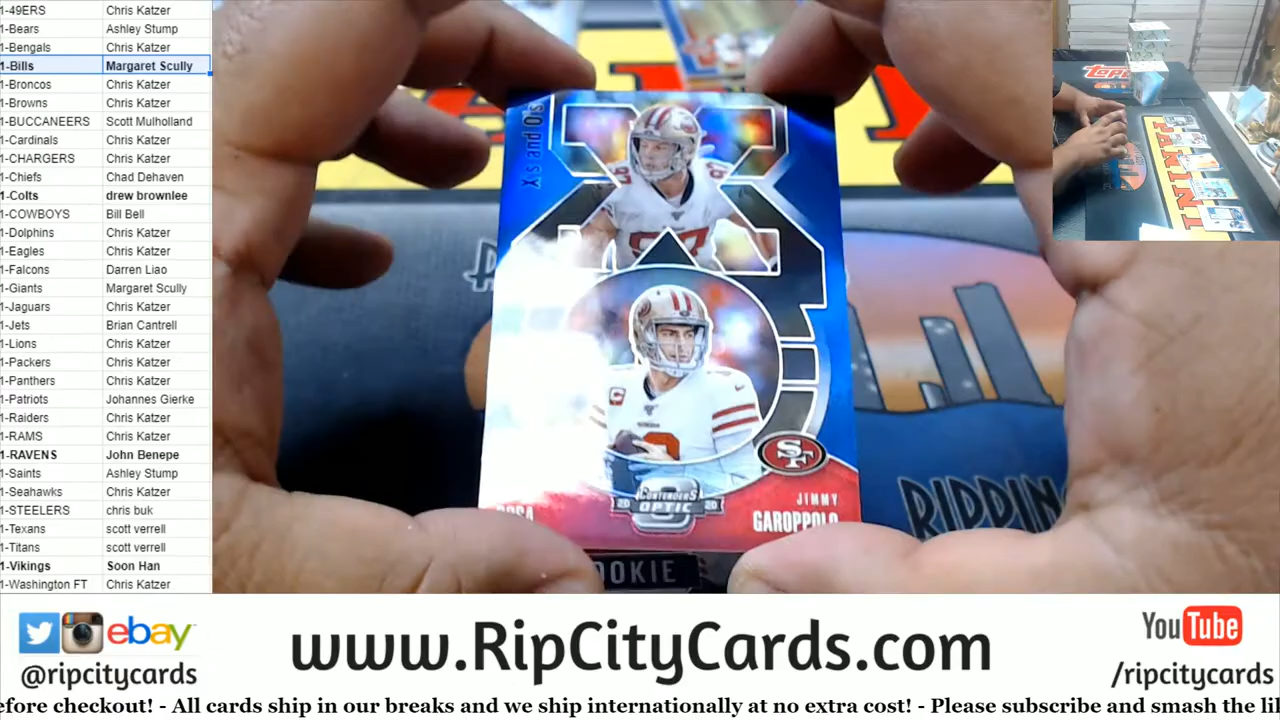 1-49ERS Chris Katzer
1-Bears Ashley Stump
1-Bengals Chris Katzer
1-Bills Margaret Scully
1-Broncos Chris Katzer
1-Browns Chris Katzer
1-BUCCANEERS Scott Mulholland
1-Cardinals Chris Katzer
1-CHARGERS Chris Katzer
1-Chiefs Chad Dehaven
1-Colts drew brownlee
1-COWBOYS Bill Bell
1-Dolphins Chris Katzer
1-Eagles Chris Katzer
1-Falcons Darren Liao
1-Giants Margaret Scully
1-Jaguars Chris Katzer
1-Jets Brian Cantrell
1-Lions Chris Katzer
1-Packers Chris Katzer
1-Panthers Chris Katzer
1-Patriots Johannes Gierke
1-Raiders Chris Katzer
1-RAMS Chris Katzer
1-RAVENS John Benepe
1-Saints Ashley Stump
1-Seahawks Chris Katzer
1-STEELERS chris buk
1-Texans scott verrell
1-Titans scott verrell
1-Vikings Soon Han
1-Washington FT Chris Katzer
X's and O's
97
SF
20 CONTENDERS 20
OPTIC
JIMMY
GAROPPOLO
OOKIE
RIPPIN
topps
PANINI
ebay
@ripcitycards
www.RipCityCards.com
YouTube
/ripcitycards
efore checkout! - All cards ship in our breaks and we ship internationally at no extra cost! - Please subscribe and smash the li